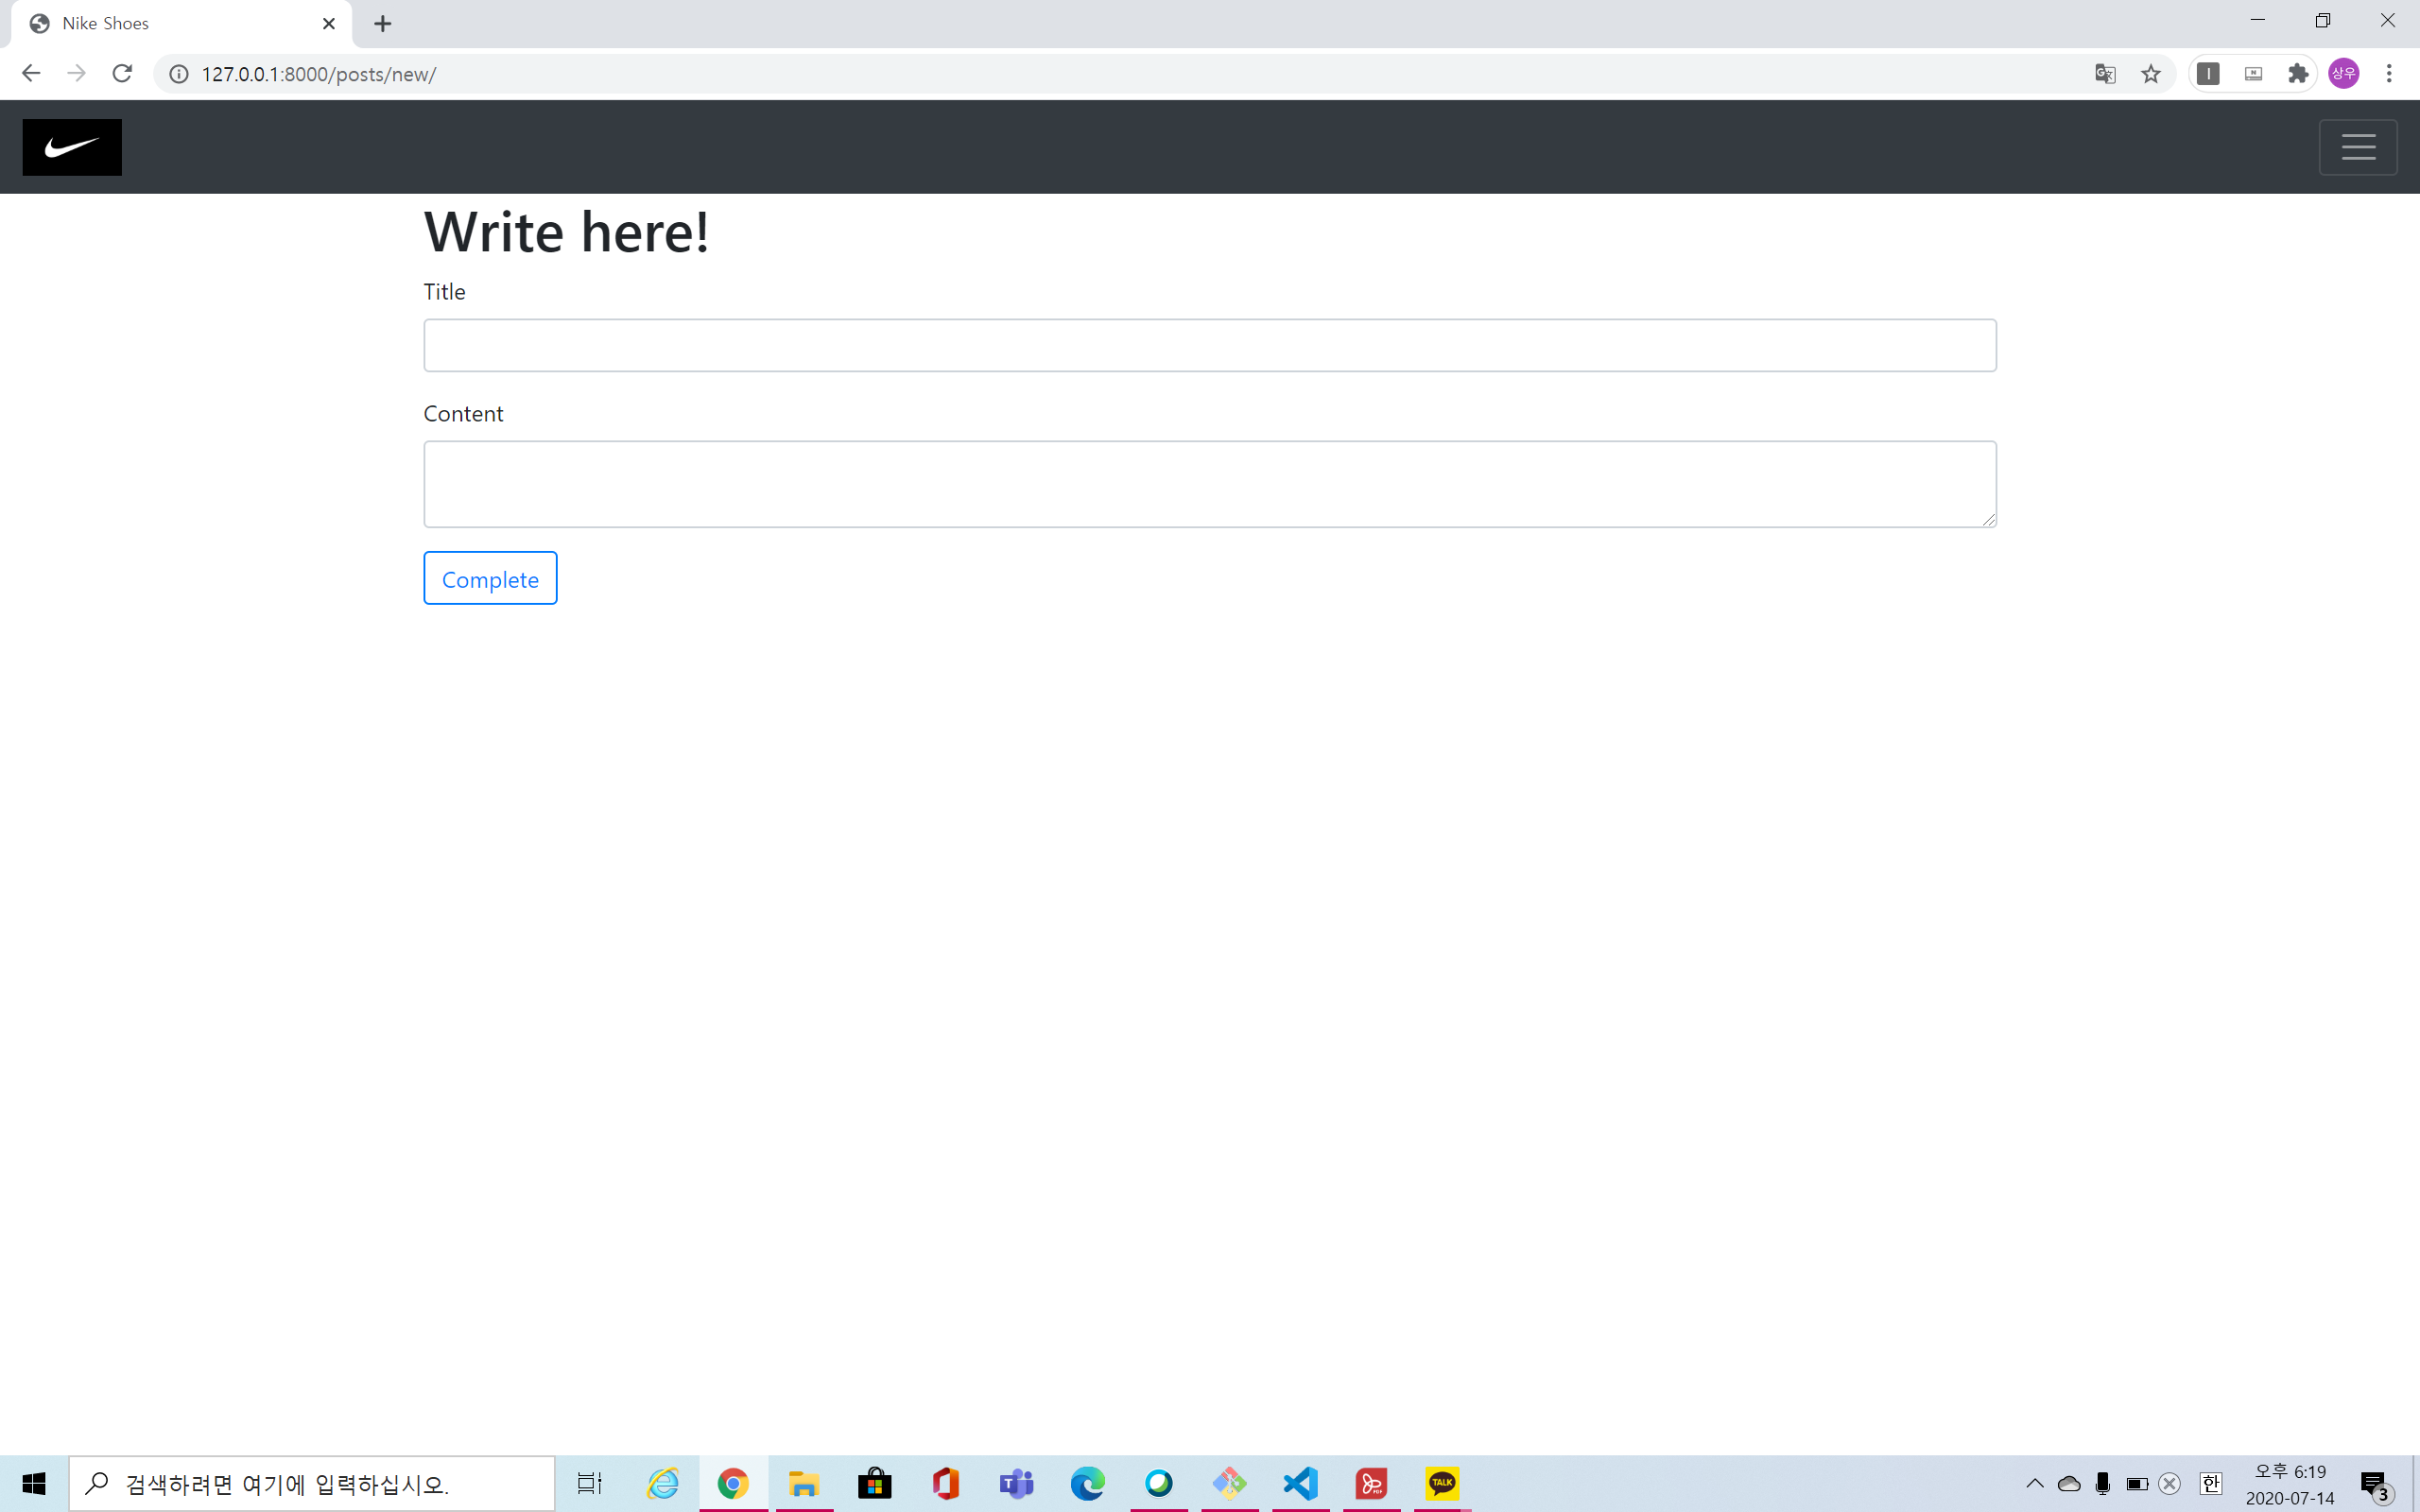 Nike Shoes
127.0.0.1:8000/posts/new/
상우
Write here!
Title
Content
Complete
검색하려면 여기에 입력하십시오.
TALK
한
오후 6:19
2020-07-14
3